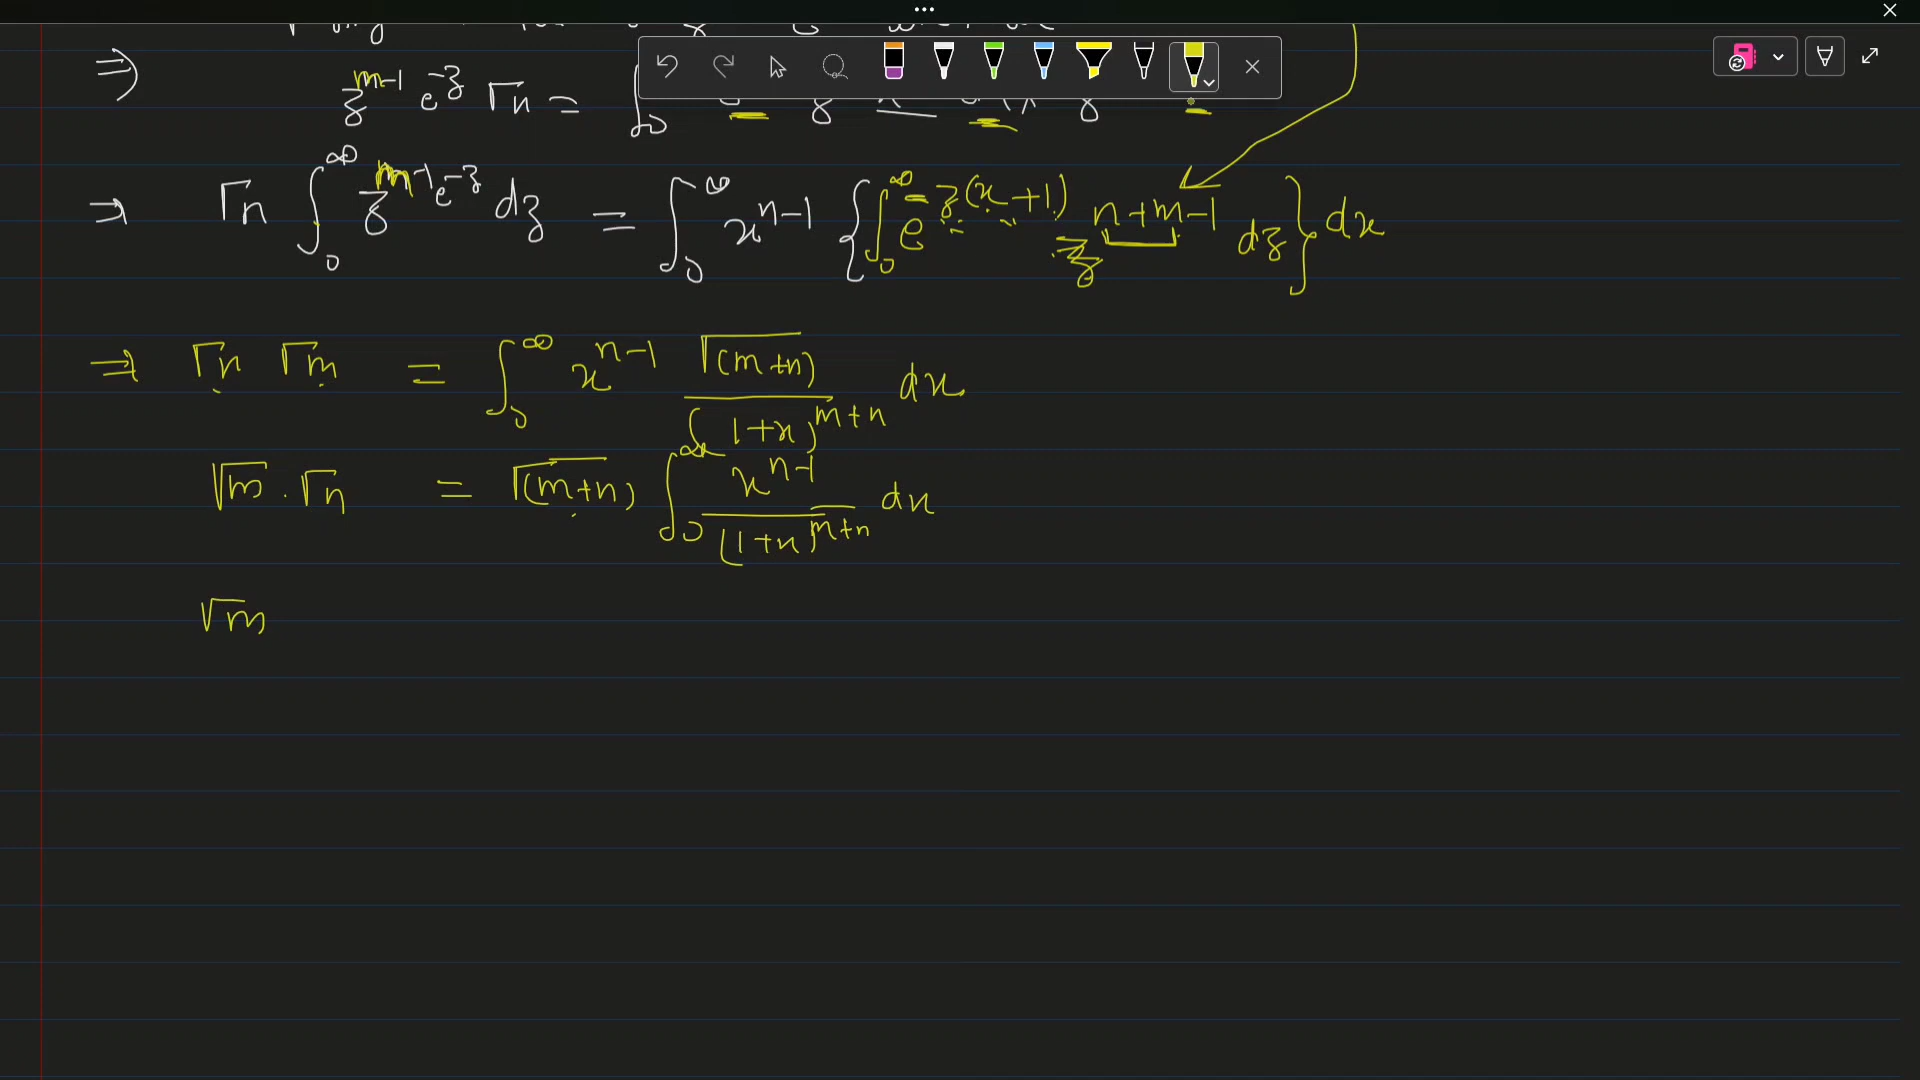 ⇒ z^{m-1} e^{-z} Γn = ∫_0
⇒ Γn ∫_0^∞ z^{m-1} e^{-z} dz = ∫_0^∞ x^{n-1} { ∫_0^∞ e^{-z(x+1)} z^{n+m-1} dz } dx
⇒ Γn Γm = ∫_0^∞ x^{n-1} Γ(m+n) / (1+x)^{m+n} dx
Γm . Γn = Γ(m+n) ∫_0^∞ x^{n-1} / (1+x)^{m+n} dx
Γm